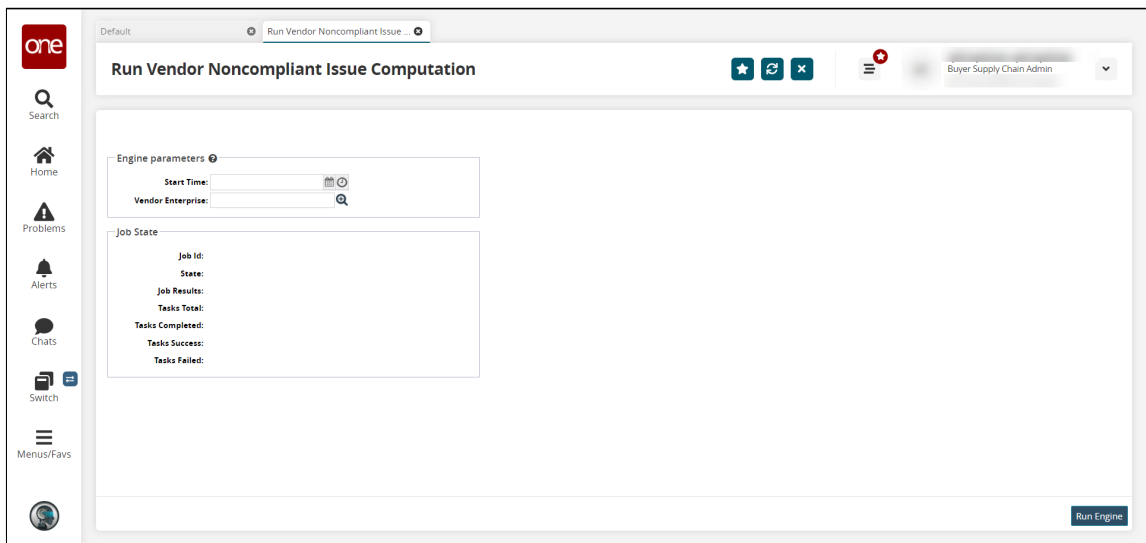 one
Default
Run Vendor Noncompliant Issue ...
Run Vendor Noncompliant Issue Computation
Buyer Supply Chain Admin
Search
Home
Problems
Alerts
Chats
Switch
Menus/Favs
Engine parameters
Start Time:
Vendor Enterprise:
Job State
Job Id:
State:
Job Results:
Tasks Total:
Tasks Completed:
Tasks Success:
Tasks Failed:
Run Engine